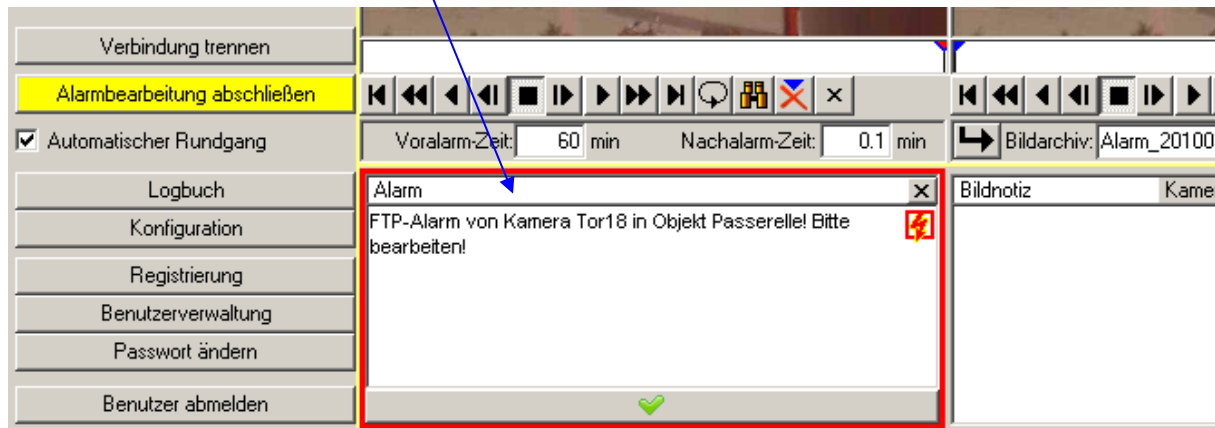 Verbindung trennen
Alarmbearbeitung abschließen
Automatischer Rundgang
Logbuch
Konfiguration
Registrierung
Benutzerverwaltung
Passwort ändern
Benutzer abmelden
Voralarm-Zeit: 60 min Nachalarm-Zeit: 0.1 min
Alarm
FTP-Alarm von Kamera Tor18 in Objekt Passerelle! Bitte
bearbeiten!
Bildarchiv: Alarm_20100
Bildnotiz Kame